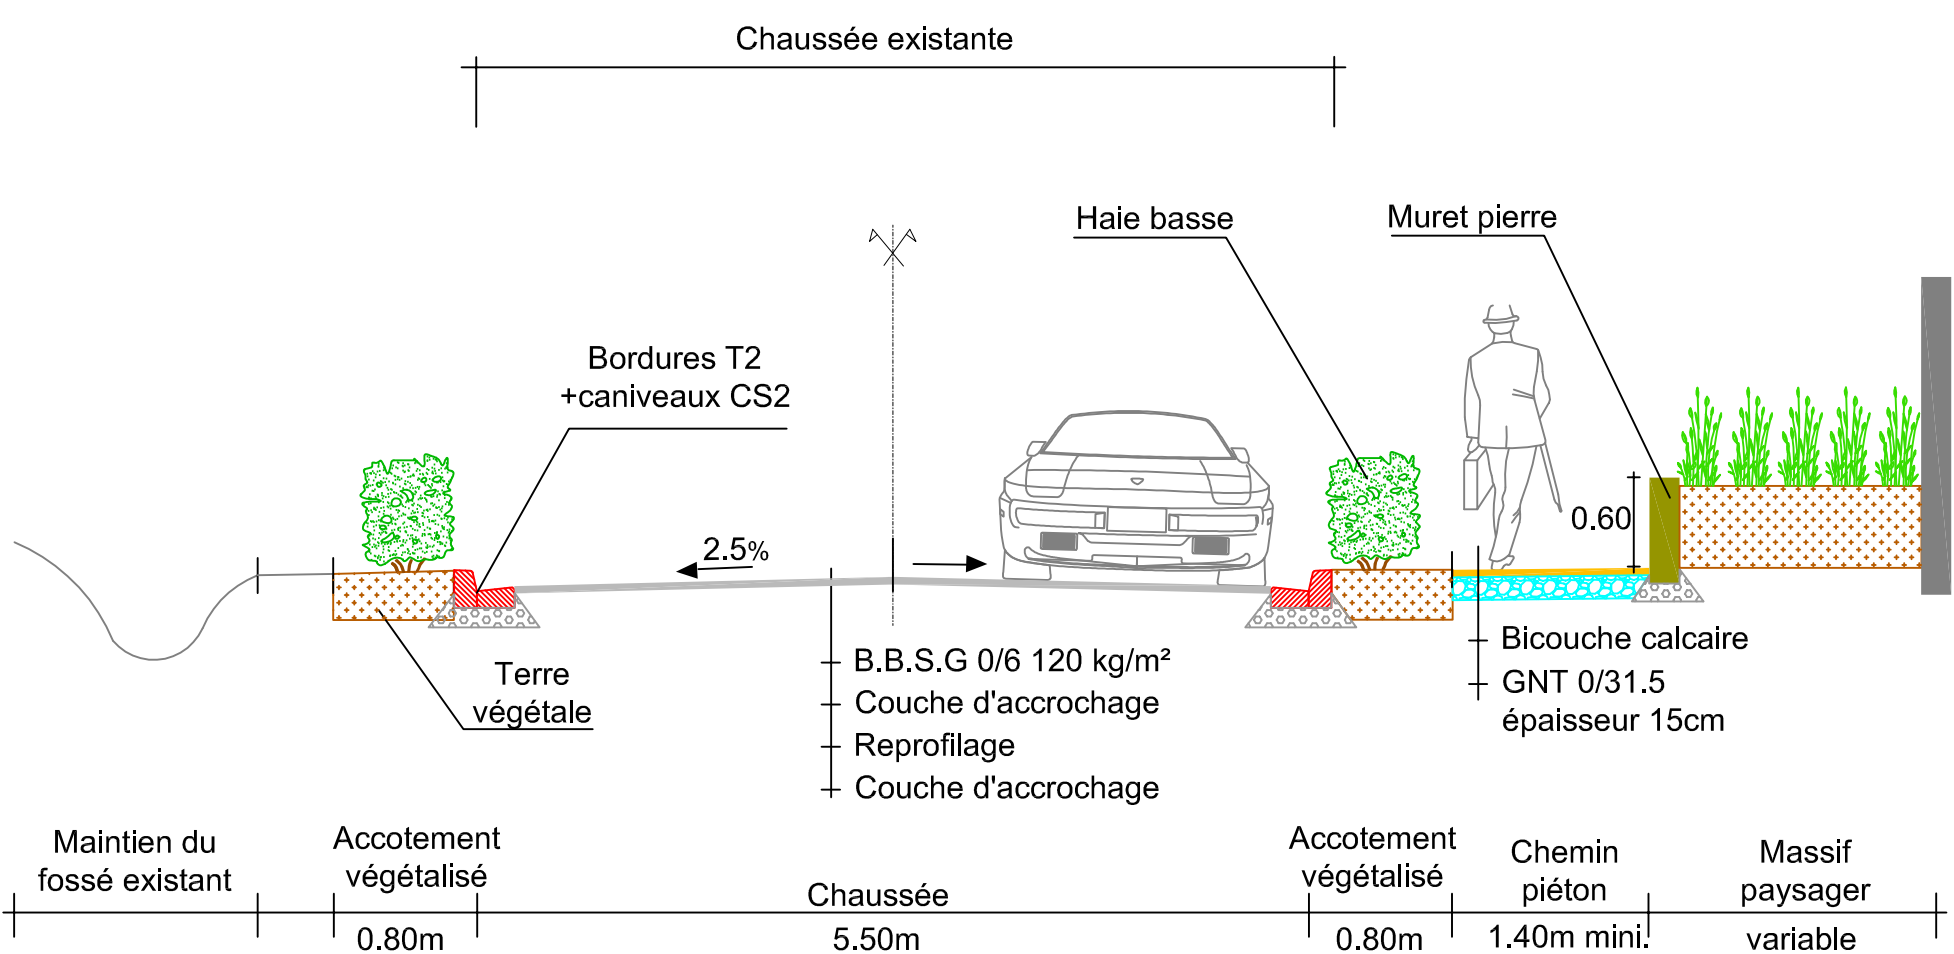 Chaussée existante
Haie basse
Muret pierre
Bordures T2
+caniveaux CS2
2.5%
0.60
Terre
végétale
B.B.S.G 0/6 120 kg/m²
Couche d'accrochage
Reprofilage
Couche d'accrochage
Bicouche calcaire
GNT 0/31.5
épaisseur 15cm
Maintien du
fossé existant
Accotement
végétalisé
Chaussée
Accotement
végétalisé
Chemin
piéton
Massif
paysager
0.80m
5.50m
0.80m
1.40m mini.
variable